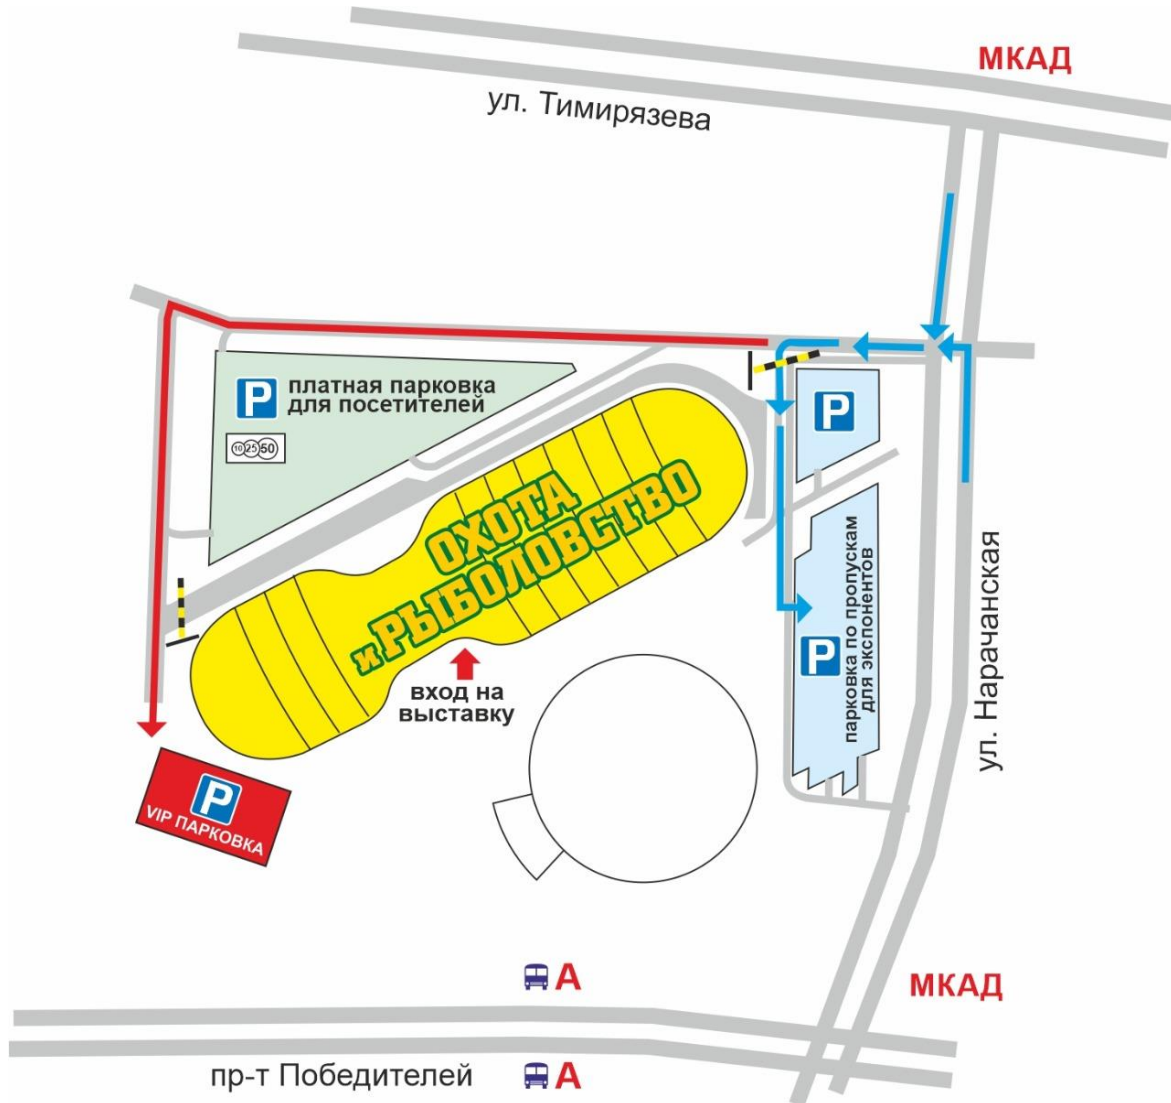 МКАД
ул. Тимирязева
P платная парковка
для посетителей
10 25 50
P
ОХОТА
и РЫБОЛОВСТВО
вход на
выставку
P
парковка по пропускам
для экспонентов
ул. Нарачанская
P
VIP ПАРКОВКА
А
МКАД
пр-т Победителей
А